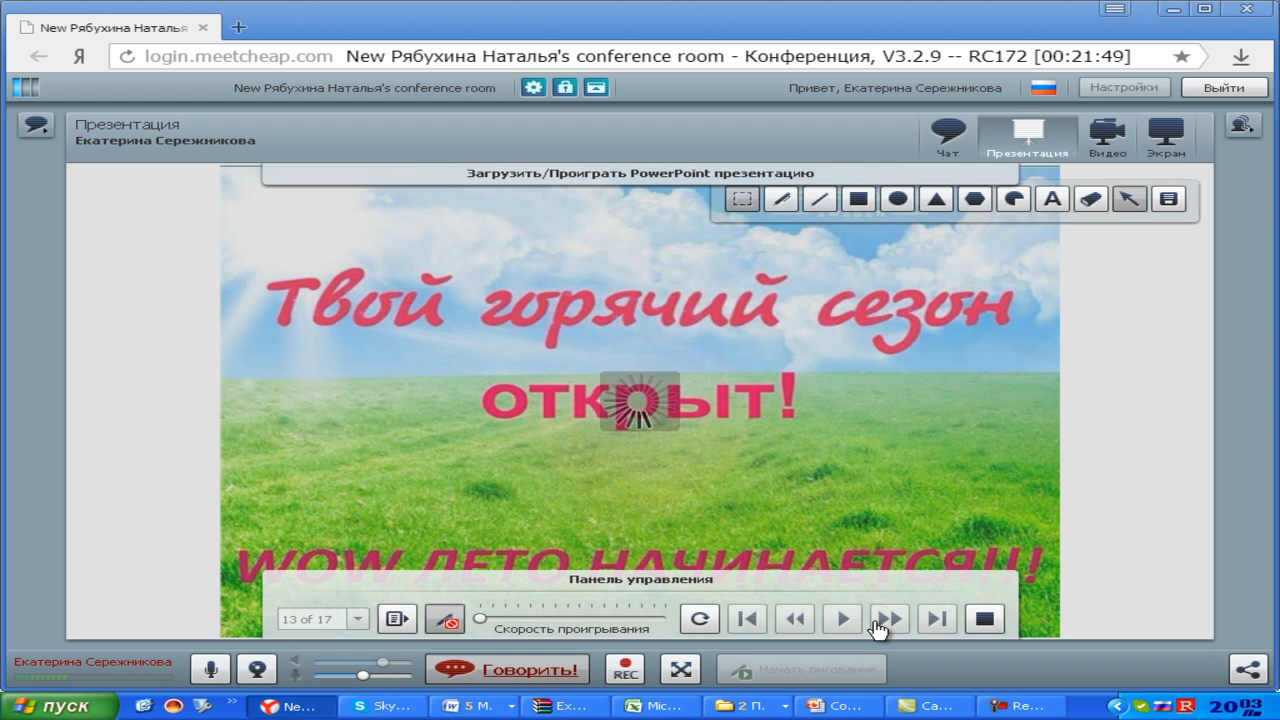 New Рябухина Наталья
login.meetcheap.com New Рябухина Наталья's conference room - Конференция, V3.2.9 -- RC172 [00:21:49]
New Рябухина Наталья's conference room
Привет, Екатерина Сережникова
Настройки
Выйти
Презентация
Екатерина Сережникова
Чат
Презентация
Видео
Экран
Загрузить/Проиграть PowerPoint презентацию
Твой горячий сезон
открыт!
WOW ЛЕТО НАЧИНАЕТСЯ!!!
Панель управления
13 of 17
Скорость проигрывания
Екатерина Сережникова
Говорить!
REC
Начать рисование
пуск
Ne...
Sky...
5 M.
Ex...
Mic...
2 П.
Co...
Ca...
Re...
20 03